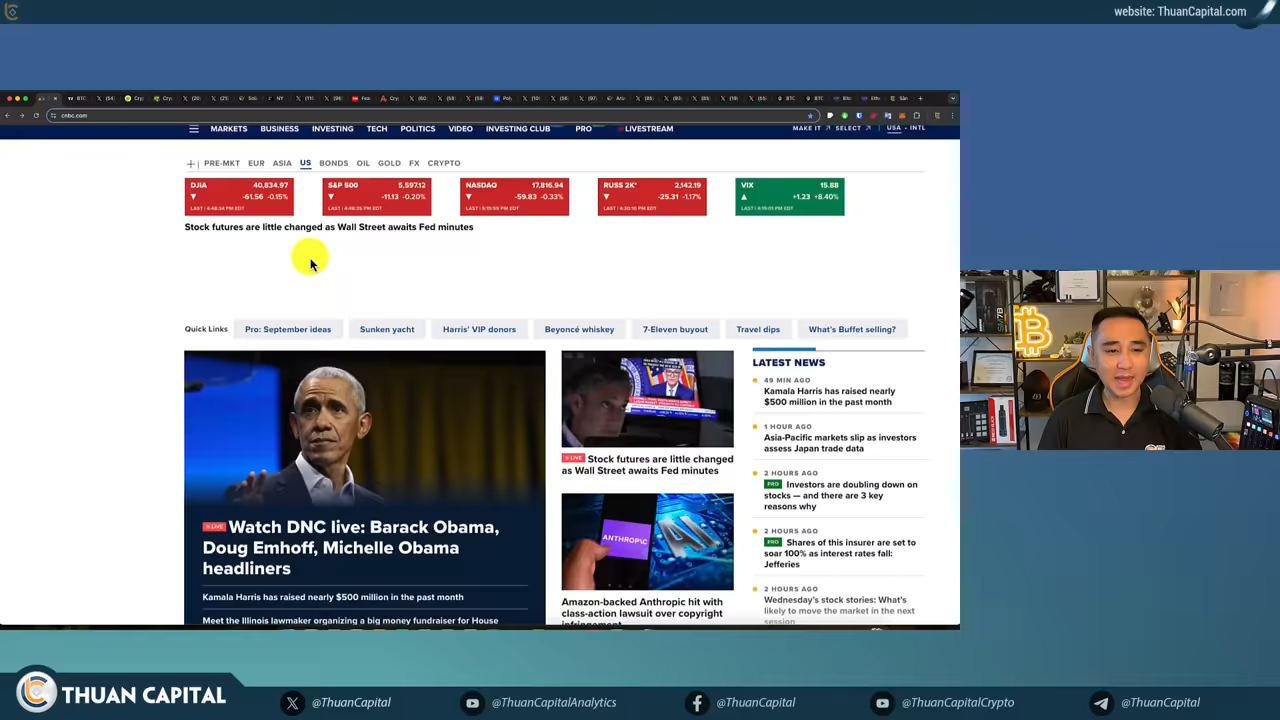 website: ThuanCapital.com
cnbc.com
MARKETS BUSINESS INVESTING TECH POLITICS VIDEO INVESTING CLUB PRO LIVESTREAM
MAKE IT SELECT USA • INTL
PRE-MKT EUR ASIA US BONDS OIL GOLD FX CRYPTO
DJIA 40,834.97
-61.56 -0.15%
LAST | 4:48:34 PM EDT
S&P 500 5,597.12
-11.13 -0.20%
NASDAQ 17,816.94
-59.83 -0.33%
RUSS 2K* 2,142.19
-25.31 -1.17%
VIX 15.88
+1.23 +8.40%
Stock futures are little changed as Wall Street awaits Fed minutes
Quick Links
Pro: September ideas
Sunken yacht
Harris' VIP donors
Beyoncé whiskey
7-Eleven buyout
Travel dips
What's Buffet selling?
LIVE Watch DNC live: Barack Obama,
Doug Emhoff, Michelle Obama
headliners
Kamala Harris has raised nearly $500 million in the past month
Meet the Illinois lawmaker organizing a big money fundraiser for House
LIVE Stock futures are little changed
as Wall Street awaits Fed minutes
ANTHROP\C
Amazon-backed Anthropic hit with
class-action lawsuit over copyright
infringement
LATEST NEWS
49 MIN AGO
Kamala Harris has raised nearly
$500 million in the past month
1 HOUR AGO
Asia-Pacific markets slip as investors
assess Japan trade data
2 HOURS AGO
PRO Investors are doubling down on
stocks — and there are 3 key
reasons why
2 HOURS AGO
PRO Shares of this insurer are set to
soar 100% as interest rates fall:
Jefferies
2 HOURS AGO
Wednesday's stock stories: What's
likely to move the market in the next
session
THUAN CAPITAL
@ThuanCapital
@ThuanCapitalAnalytics
@ThuanCapital
@ThuanCapitalCrypto
@ThuanCapital